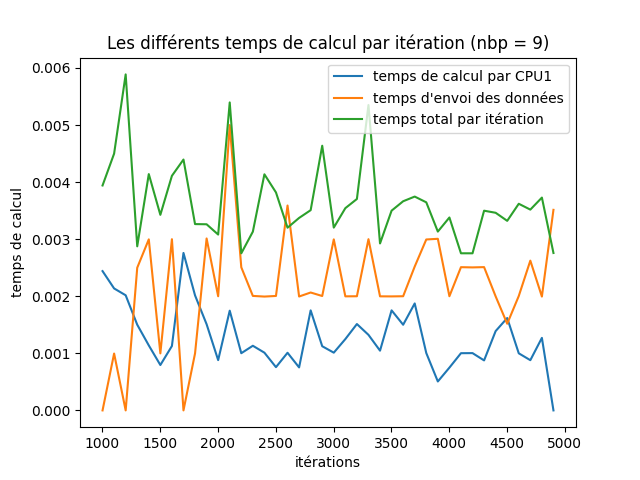 Les différents temps de calcul par itération (nbp = 9)
temps de calcul par CPU1
temps d'envoi des données
temps total par itération
temps de calcul
0.006
0.005
0.004
0.003
0.002
0.001
0.000
1000 1500 2000 2500 3000 3500 4000 4500 5000
itérations